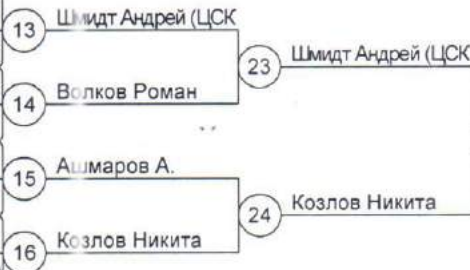 13 Шмидт Андрей (ЦСК
23 Шмидт Андрей (ЦСК
14 Волков Роман
15 Ашмаров А.
24 Козлов Никита
16 Козлов Никита